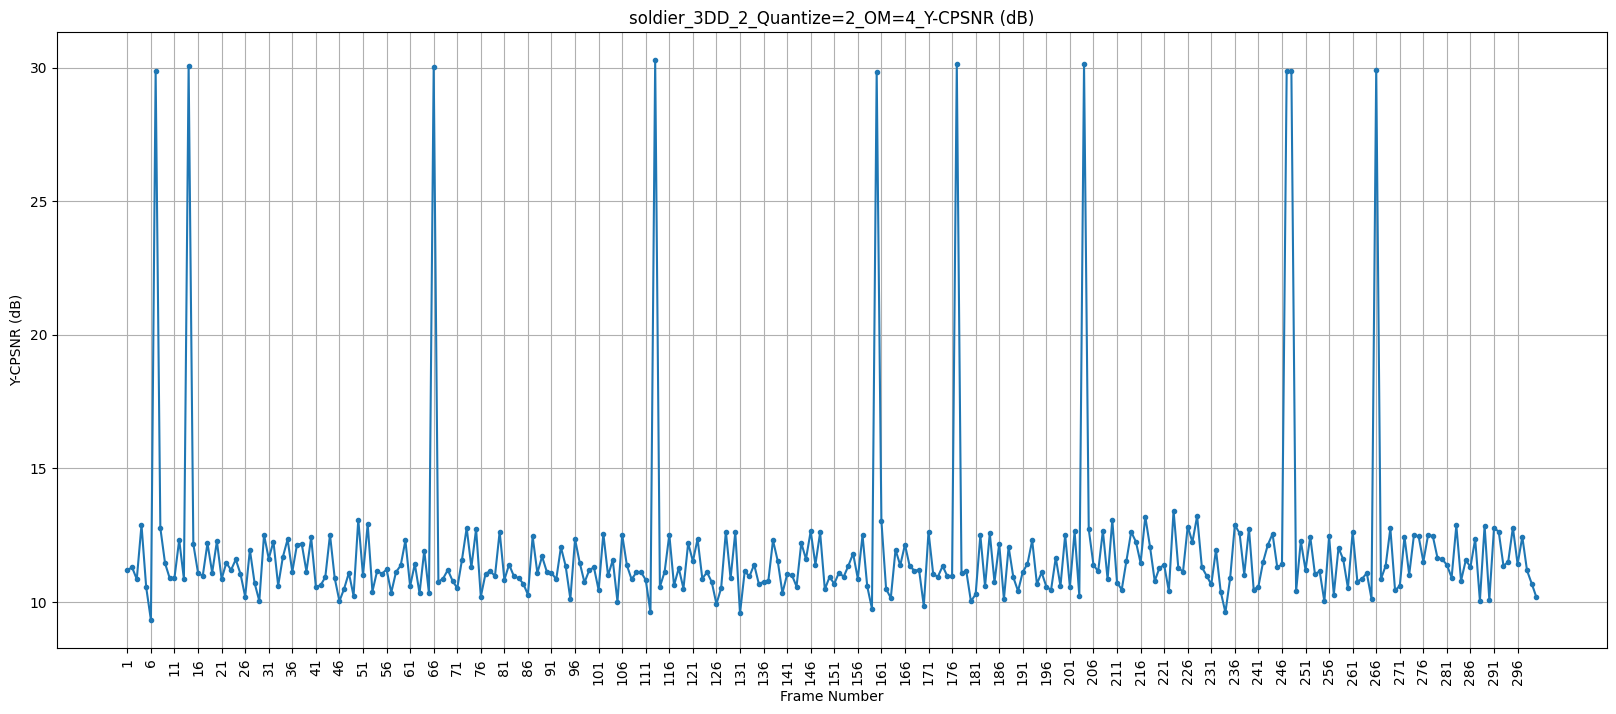 soldier_3DD_2_Quantize=2_OM=4_Y-CPSNR (dB)
Y-CPSNR (dB)
30
25
20
15
10
1 6 11 16 21 26 31 36 41 46 51 56 61 66 71 76 81 86 91 96 101 106 111 116 121 126 131 136 141 146 151 156 161 166 171 176 181 186 191 196 201 206 211 216 221 226 231 236 241 246 251 256 261 266 271 276 281 286 291 296
Frame Number